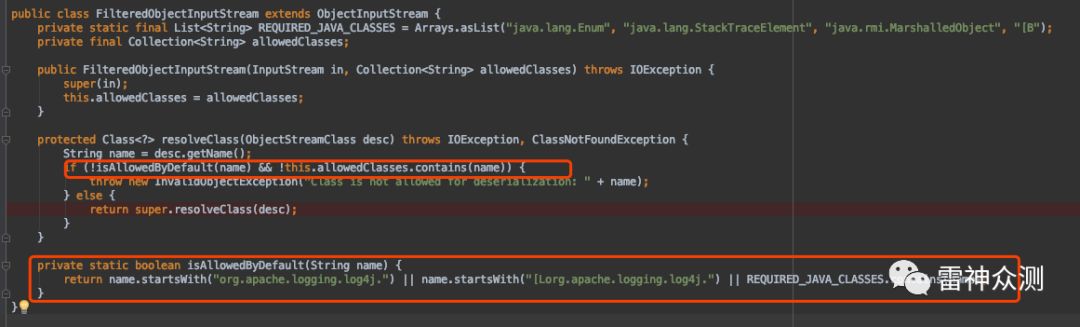 public class FilteredObjectInputStream extends ObjectInputStream {
private static final List<String> REQUIRED_JAVA_CLASSES = Arrays.asList("java.lang.Enum", "java.lang.StackTraceElement", "java.rmi.MarshalledObject", "[B");
private final Collection<String> allowedClasses;
public FilteredObjectInputStream(InputStream in, Collection<String> allowedClasses) throws IOException {
super(in);
this.allowedClasses = allowedClasses;
}
protected Class<?> resolveClass(ObjectStreamClass desc) throws IOException, ClassNotFoundException {
String name = desc.getName();
if (!isAllowedByDefault(name) && !this.allowedClasses.contains(name)) {
throw new InvalidObjectException("Class is not allowed for deserialization: " + name);
} else {
return super.resolveClass(desc);
}
}
private static boolean isAllowedByDefault(String name) {
return name.startsWith("org.apache.logging.log4j.") || name.startsWith("[Lorg.apache.logging.log4j.") || REQUIRED_JAVA_CLASSES.
}
}
雷神众测